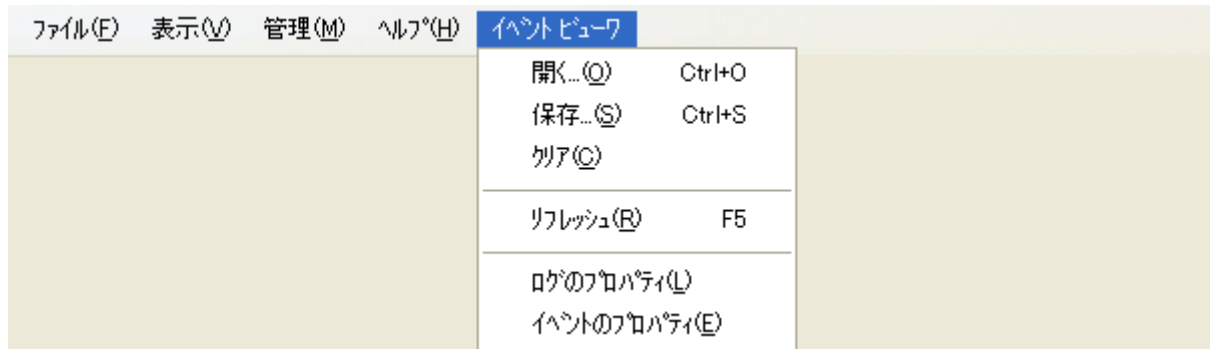 ファイル(F) 表示(V) 管理(M) ヘルプ(H) イベント ビューワ
開く...(O) Ctrl+O
保存...(S) Ctrl+S
クリア(C)
リフレッシュ(R) F5
ログのプロパティ(L)
イベントのプロパティ(E)